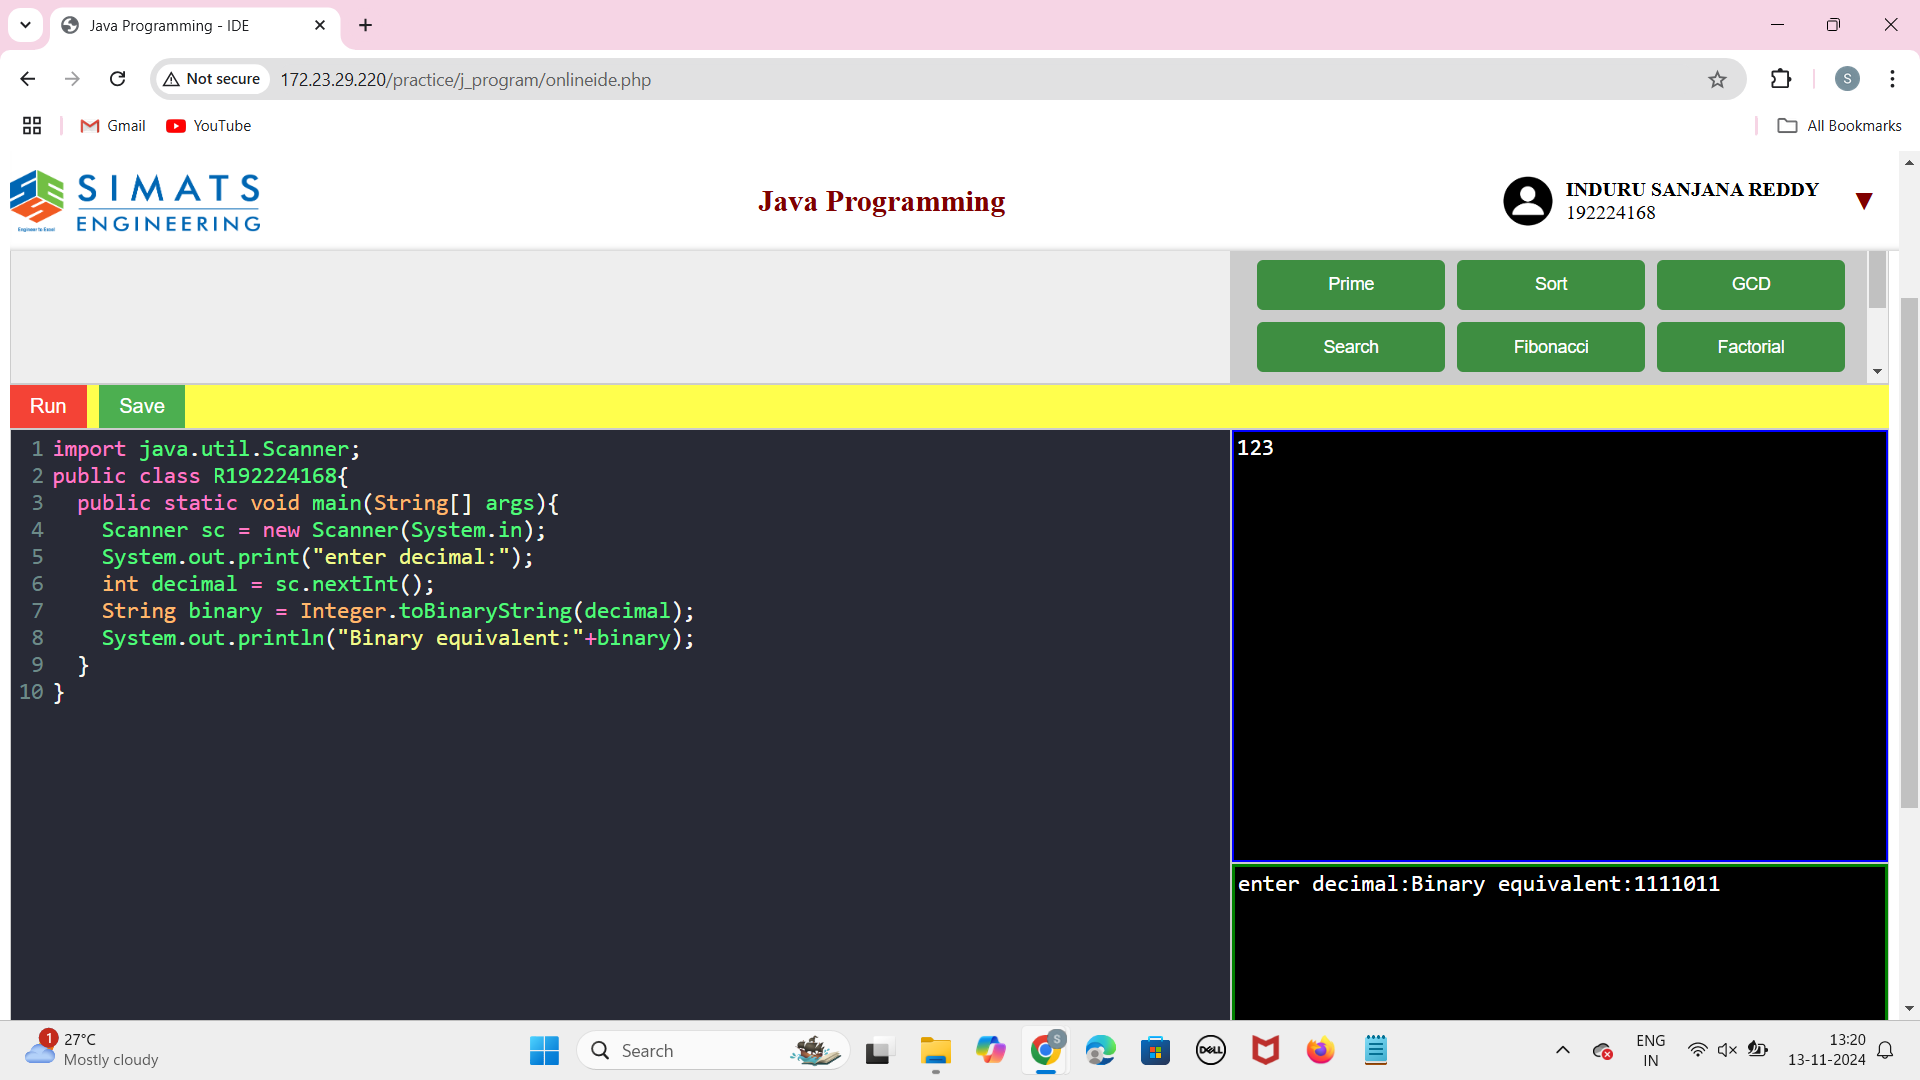 Java Programming - IDE
Not secure
172.23.29.220/practice/j_program/onlineide.php
S
Gmail
YouTube
All Bookmarks
SIMATS
ENGINEERING
Engineer to Excel
Java Programming
INDURU SANJANA REDDY
192224168
Prime
Sort
GCD
Search
Fibonacci
Factorial
Run
Save
1 import java.util.Scanner;
2 public class R192224168{
3 public static void main(String[] args){
4 Scanner sc = new Scanner(System.in);
5 System.out.print("enter decimal:");
6 int decimal = sc.nextInt();
7 String binary = Integer.toBinaryString(decimal);
8 System.out.println("Binary equivalent:"+binary);
9 }
10 }
123
enter decimal:Binary equivalent:1111011
1
27°C
Mostly cloudy
Search
S
DELL
ENG
IN
13:20
13-11-2024